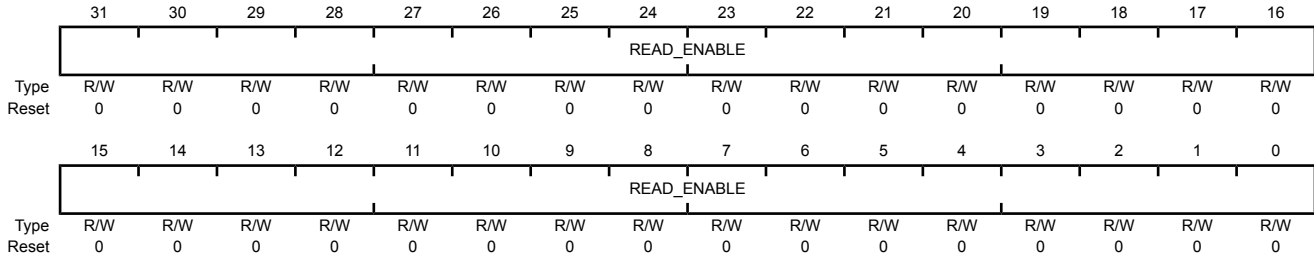 31 30 29 28 27 26 25 24 23 22 21 20 19 18 17 16
READ_ENABLE
Type R/W R/W R/W R/W R/W R/W R/W R/W R/W R/W R/W R/W R/W R/W R/W R/W
Reset 0 0 0 0 0 0 0 0 0 0 0 0 0 0 0 0
15 14 13 12 11 10 9 8 7 6 5 4 3 2 1 0
READ_ENABLE
Type R/W R/W R/W R/W R/W R/W R/W R/W R/W R/W R/W R/W R/W R/W R/W R/W
Reset 0 0 0 0 0 0 0 0 0 0 0 0 0 0 0 0